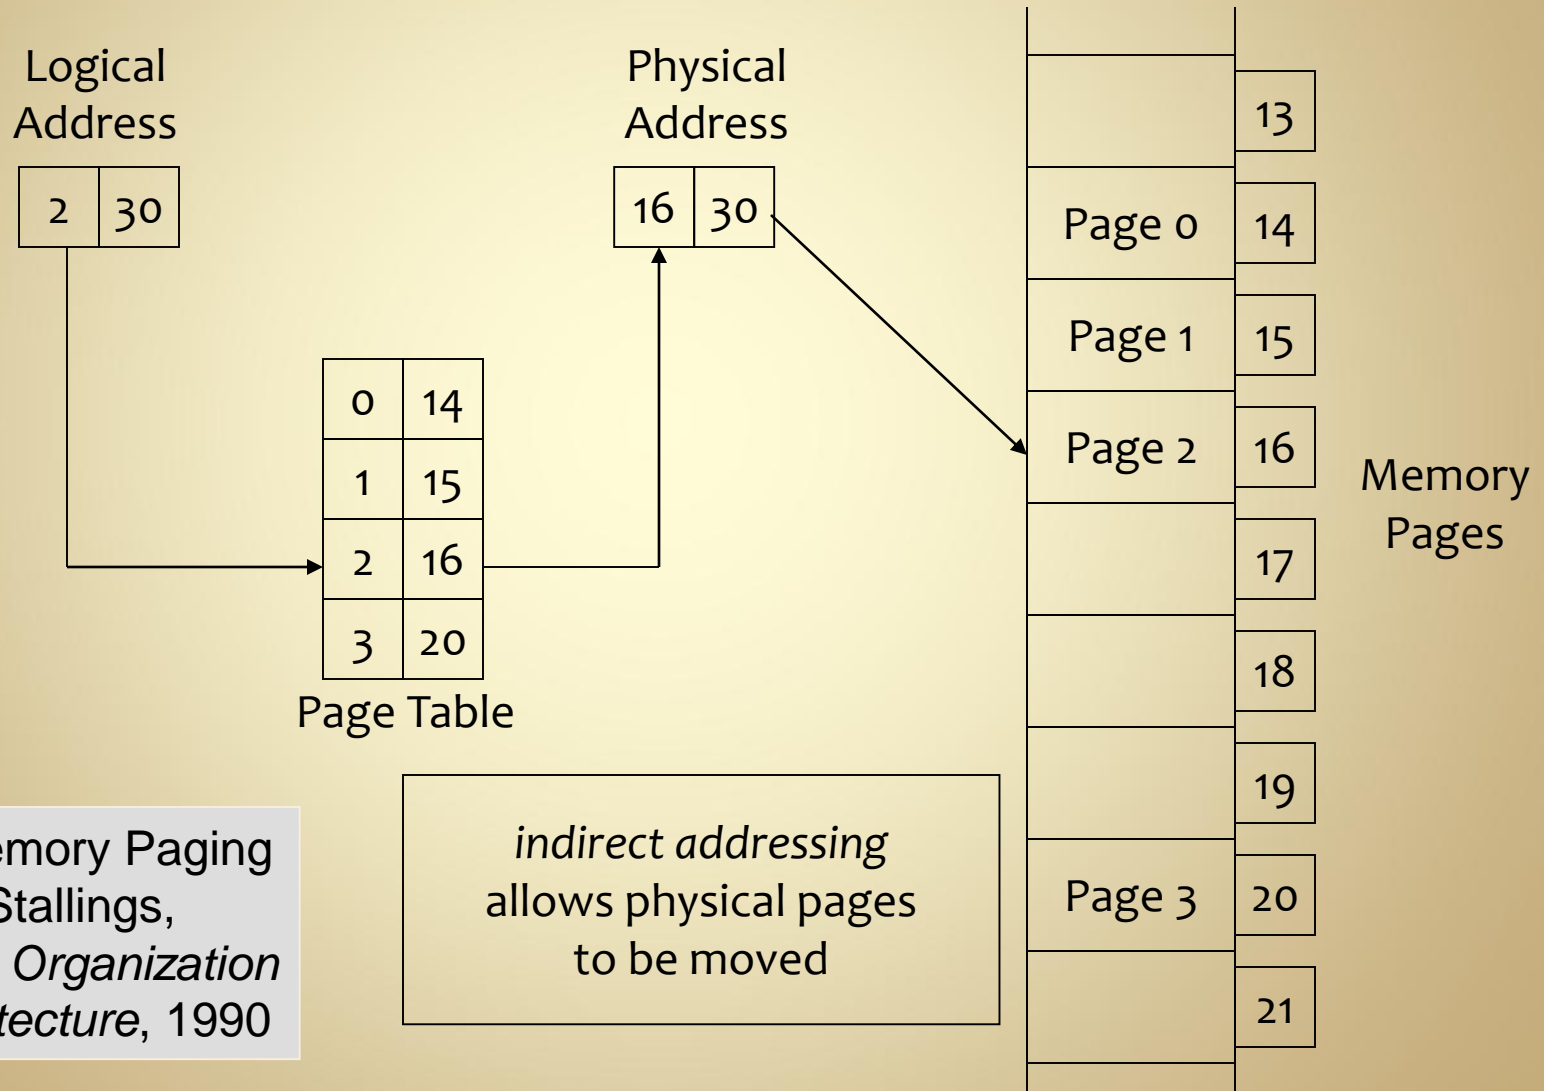 Logical
Address
2 30
Physical
Address
16 30
0 14
1 15
2 16
3 20
Page Table
13
Page 0 14
Page 1 15
Page 2 16
17
18
19
Page 3 20
21
Memory
Pages
Paging
Stallings,
Organization
, 1990
indirect addressing
allows physical pages
to be moved